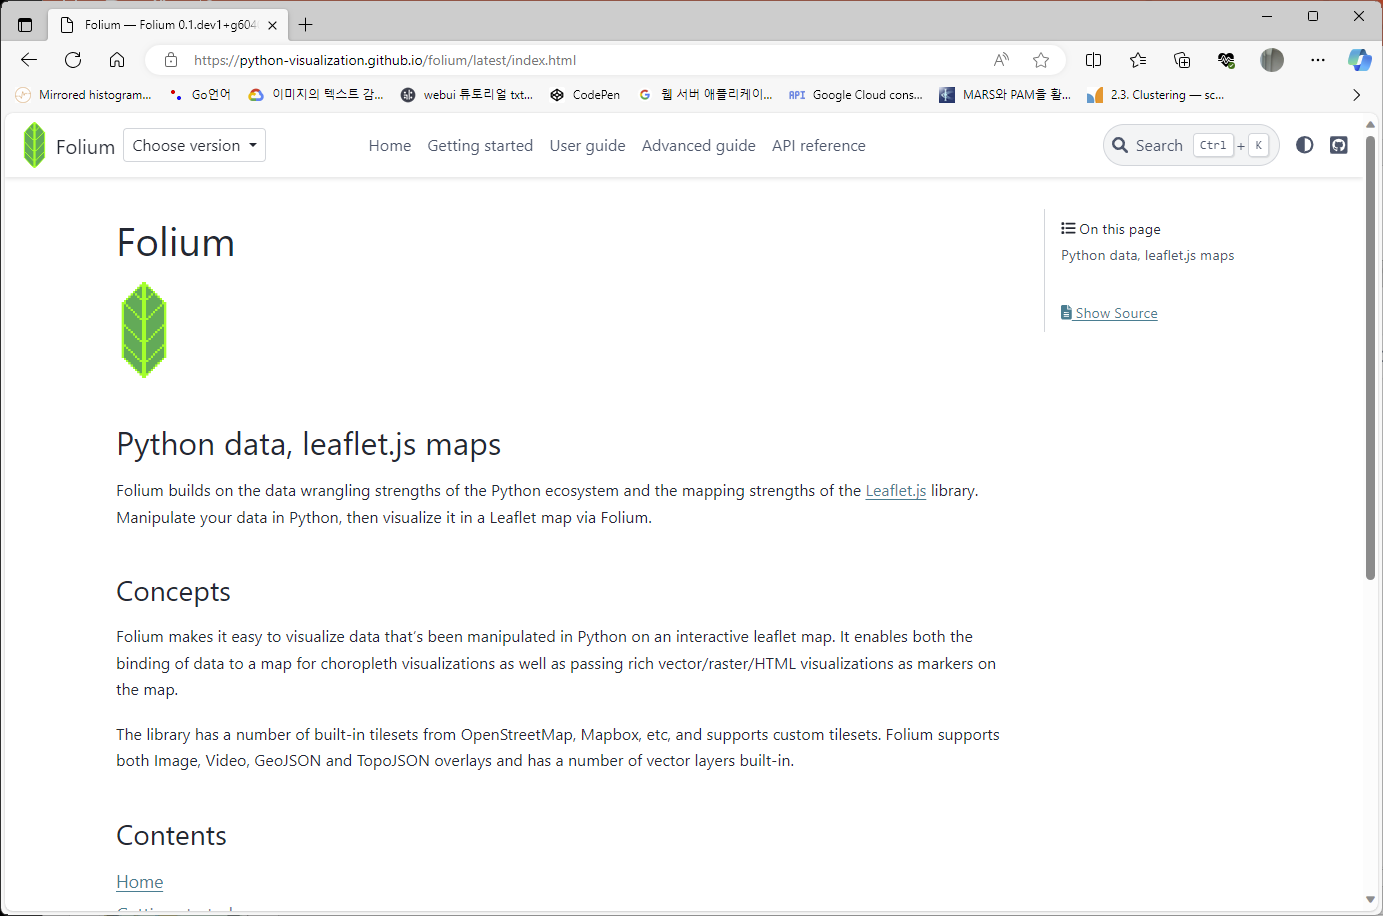 Folium — Folium 0.1.dev1+g604
https://python-visualization.github.io/folium/latest/index.html
Mirrored histogram... Go언어 이미지의 텍스트 감... webui 튜토리얼 txt... CodePen 웹 서버 애플리케이... API Google Cloud cons... MARS와 PAM을 활... 2.3. Clustering — sc...
Folium Choose version Home Getting started User guide Advanced guide API reference Search Ctrl + K
Folium
On this page
Python data, leaflet.js maps
Show Source
Python data, leaflet.js maps
Folium builds on the data wrangling strengths of the Python ecosystem and the mapping strengths of the Leaflet.js library.
Manipulate your data in Python, then visualize it in a Leaflet map via Folium.
Concepts
Folium makes it easy to visualize data that's been manipulated in Python on an interactive leaflet map. It enables both the
binding of data to a map for choropleth visualizations as well as passing rich vector/raster/HTML visualizations as markers on
the map.
The library has a number of built-in tilesets from OpenStreetMap, Mapbox, etc, and supports custom tilesets. Folium supports
both Image, Video, GeoJSON and TopoJSON overlays and has a number of vector layers built-in.
Contents
Home